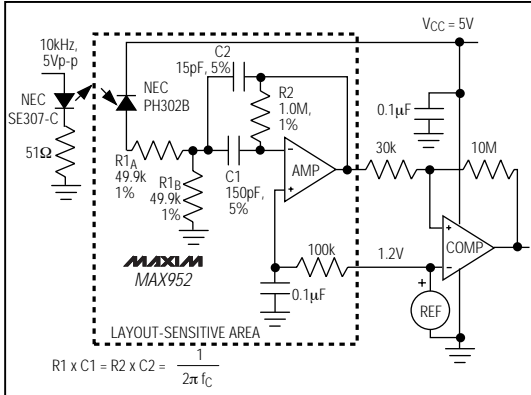 10kHz,
5Vp-p
NEC
SE307-C
51Ω
NEC
PH302B
C2
15pF, 5%
R2
1.0M,
1%
R1A
49.9k
1%
R1B
49.9k
1%
C1
150pF,
5%
-
+
AMP
VCC = 5V
0.1µF
30k
10M
+
-
COMP
MAXIM
MAX952
100k
1.2V
0.1µF
+
REF
LAYOUT-SENSITIVE AREA
R1 x C1 = R2 x C2 = 1
2π fC